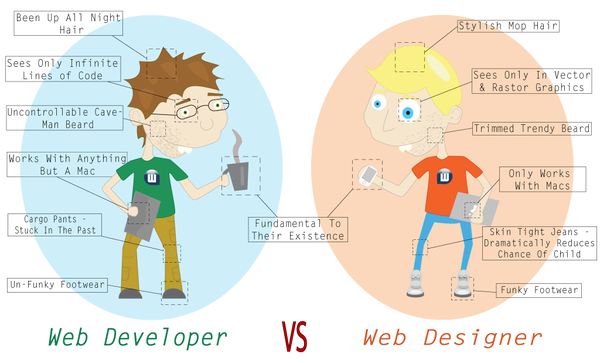 Been Up All Night
Hair
Sees Only Infinite
Lines of Code
Uncontrollable Cave-
Man Beard
Works With Anything
But A Mac
Cargo Pants -
Stuck In The Past
Un-Funky Footwear
Fundamental To
Their Existence
Stylish Mop Hair
Sees Only In Vector
& Rastor Graphics
Trimmed Trendy Beard
Only Works
With Macs
Skin Tight Jeans -
Dramatically Reduces
Chance Of Child
Funky Footwear
Web Developer
VS
Web Designer